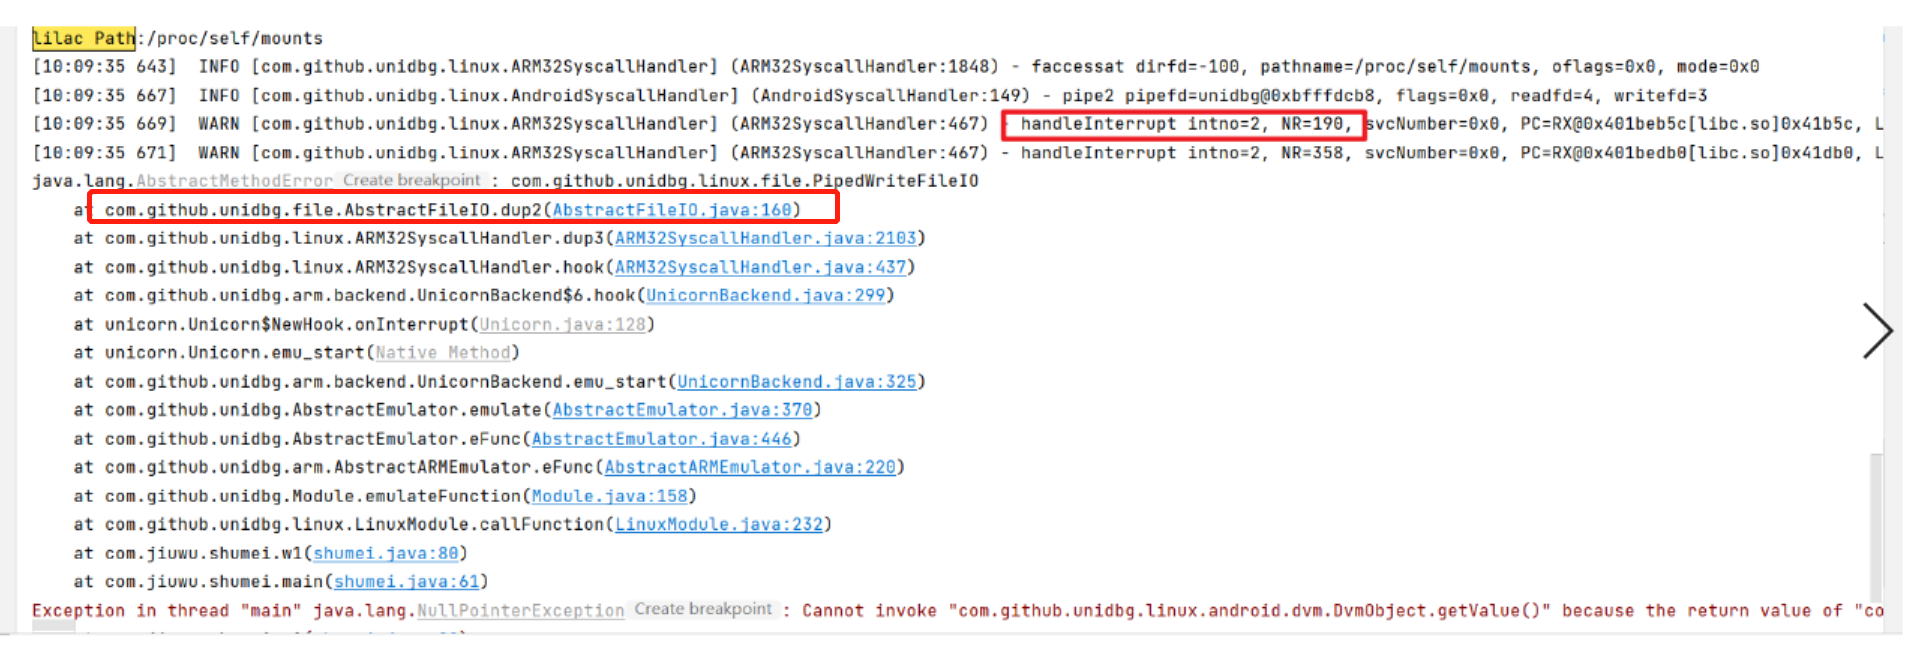 lilac Path:/proc/self/mounts
[10:09:35 643]  INFO [com.github.unidbg.linux.ARM32SyscallHandler] (ARM32SyscallHandler:1848) - faccessat dirfd=-100, pathname=/proc/self/mounts, oflags=0x0, mode=0x0
[10:09:35 667]  INFO [com.github.unidbg.linux.AndroidSyscallHandler] (AndroidSyscallHandler:149) - pipe2 pipefd=unidbg@0xbfffdcb8, flags=0x0, readfd=4, writefd=3
[10:09:35 669]  WARN [com.github.unidbg.linux.ARM32SyscallHandler] (ARM32SyscallHandler:467) - handleInterrupt intno=2, NR=190, svcNumber=0x0, PC=RX@0x401beb5c[libc.so]0x41b5c, L
[10:09:35 671]  WARN [com.github.unidbg.linux.ARM32SyscallHandler] (ARM32SyscallHandler:467) - handleInterrupt intno=2, NR=358, svcNumber=0x0, PC=RX@0x401bedb0[libc.so]0x41db0, L
java.lang.AbstractMethodError Create breakpoint : com.github.unidbg.linux.file.PipedWriteFileIO
at com.github.unidbg.file.AbstractFileIO.dup2(AbstractFileIO.java:160)
at com.github.unidbg.linux.ARM32SyscallHandler.dup3(ARM32SyscallHandler.java:2103)
at com.github.unidbg.linux.ARM32SyscallHandler.hook(ARM32SyscallHandler.java:437)
at com.github.unidbg.arm.backend.UnicornBackend$6.hook(UnicornBackend.java:299)
at unicorn.Unicorn$NewHook.onInterrupt(Unicorn.java:128)
at unicorn.Unicorn.emu_start(Native Method)
at com.github.unidbg.arm.backend.UnicornBackend.emu_start(UnicornBackend.java:325)
at com.github.unidbg.AbstractEmulator.emulate(AbstractEmulator.java:370)
at com.github.unidbg.AbstractEmulator.eFunc(AbstractEmulator.java:446)
at com.github.unidbg.arm.AbstractARMEmulator.eFunc(AbstractARMEmulator.java:220)
at com.github.unidbg.Module.emulateFunction(Module.java:158)
at com.github.unidbg.linux.LinuxModule.callFunction(LinuxModule.java:232)
at com.jiuwu.shumei.w1(shumei.java:80)
at com.jiuwu.shumei.main(shumei.java:61)
Exception in thread "main" java.lang.NullPointerException Create breakpoint : Cannot invoke "com.github.unidbg.linux.android.dvm.DvmObject.getValue()" because the return value of "co